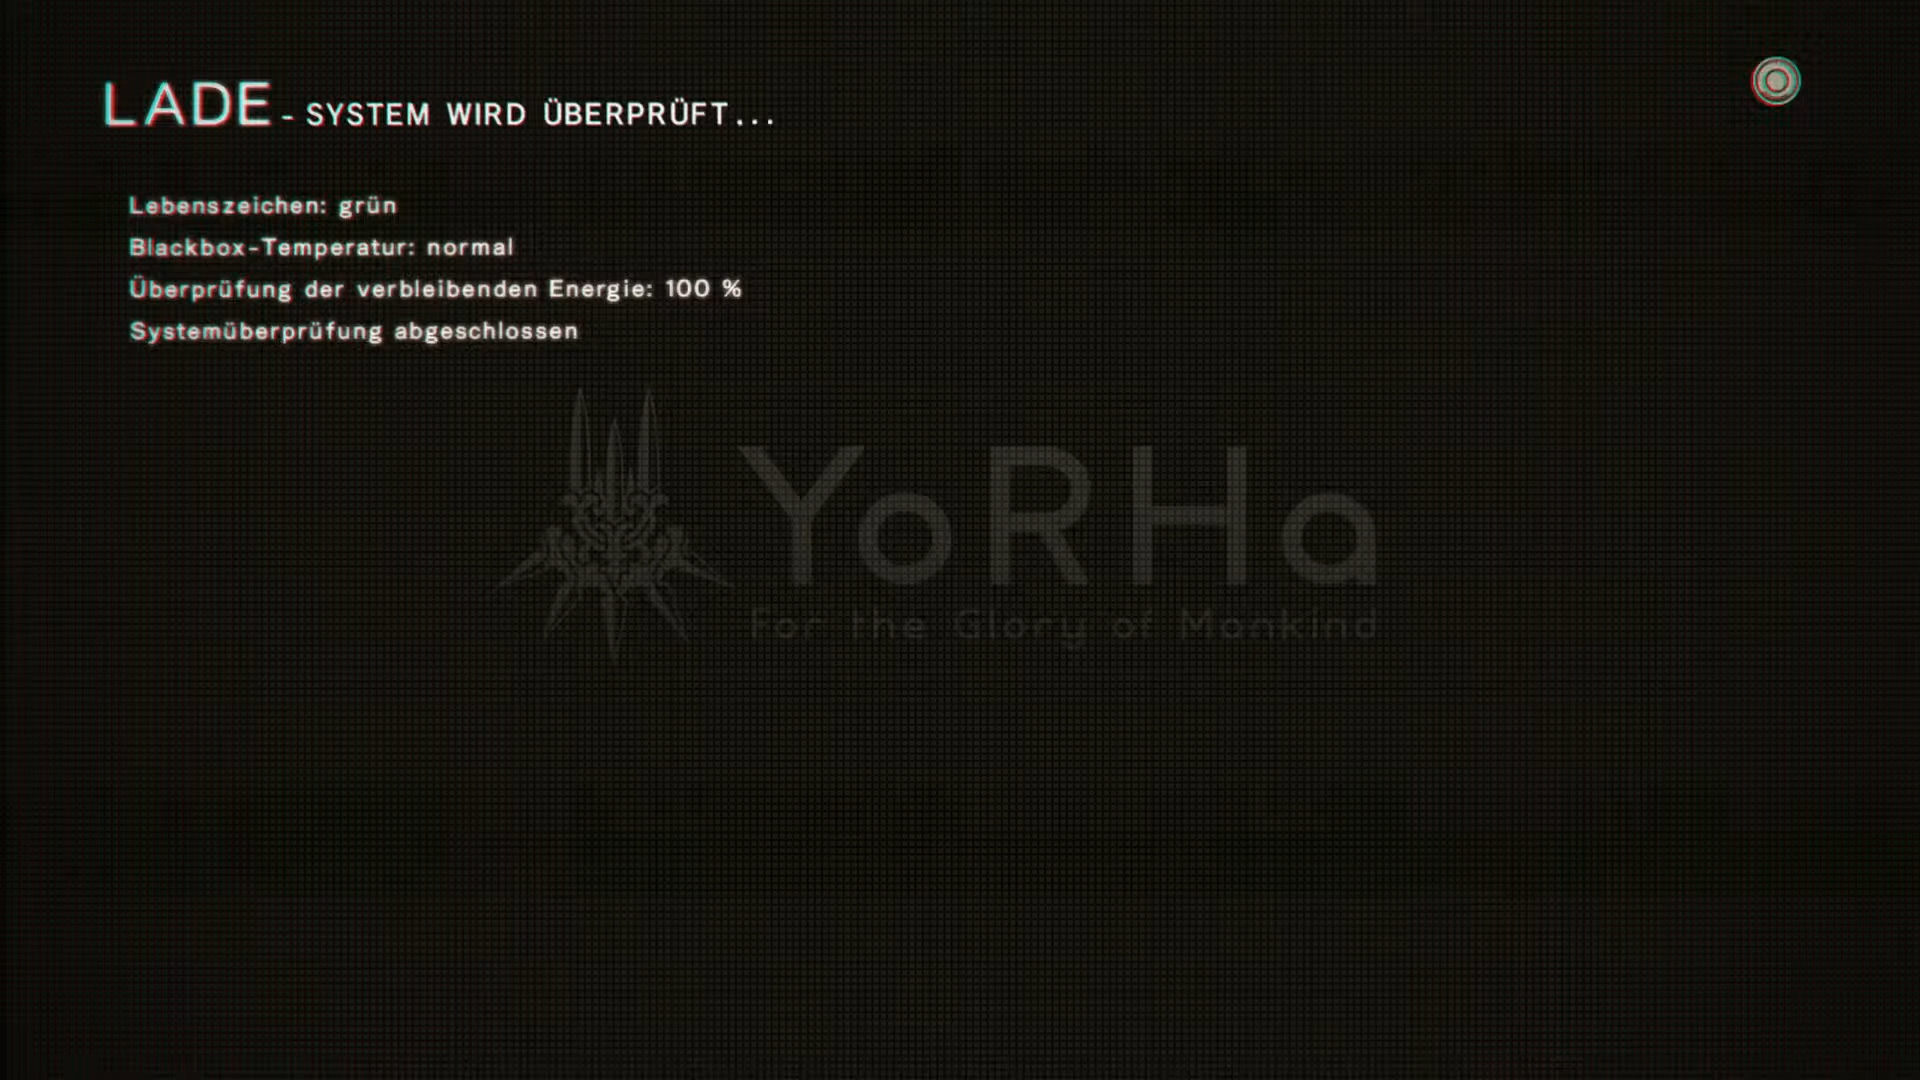 LADE - SYSTEM WIRD ÜBERPRÜFT...
Lebenszeichen: grün
Blackbox-Temperatur: normal
Überprüfung der verbleibenden Energie: 100 %
Systemüberprüfung abgeschlossen
YoRHa
For the Glory of Mankind